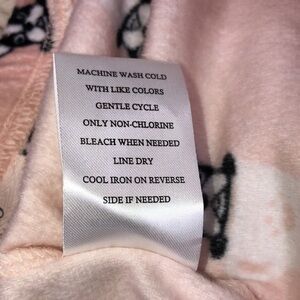 MACHINE WASH COLD
WITH LIKE COLORS
GENTLE CYCLE
ONLY NON-CHLORINE
BLEACH WHEN NEEDED
LINE DRY
COOL IRON ON REVERSE
SIDE IF NEEDED